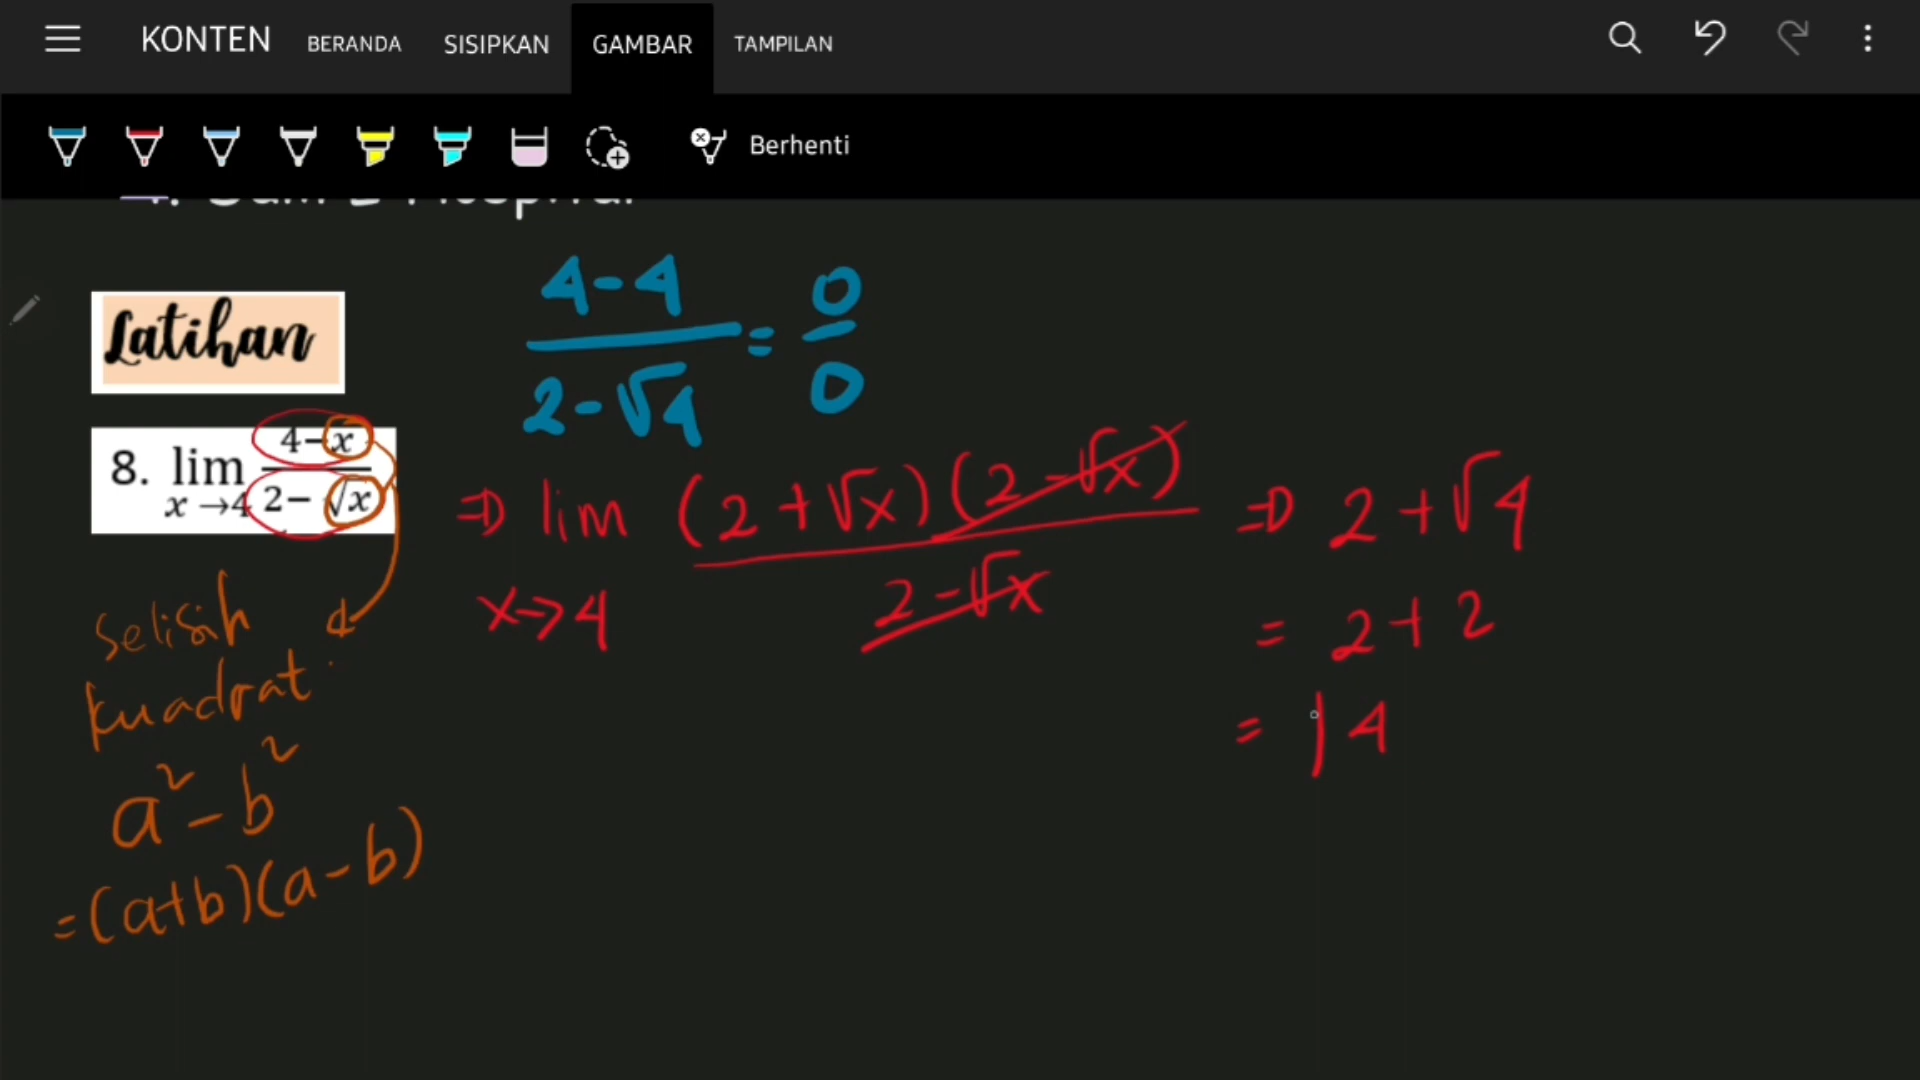 KONTEN BERANDA SISIPKAN GAMBAR TAMPILAN
Berhenti
Latihan
4-4 / 2-√4 = 0/0
8. lim x→4 4−x / 2−√x
⇒ lim x→4 (2+√x)(2-√x) / 2-√x ⇒ 2+√4
= 2+2
= 4
Selisih
kuadrat
a²-b²
=(a+b)(a-b)